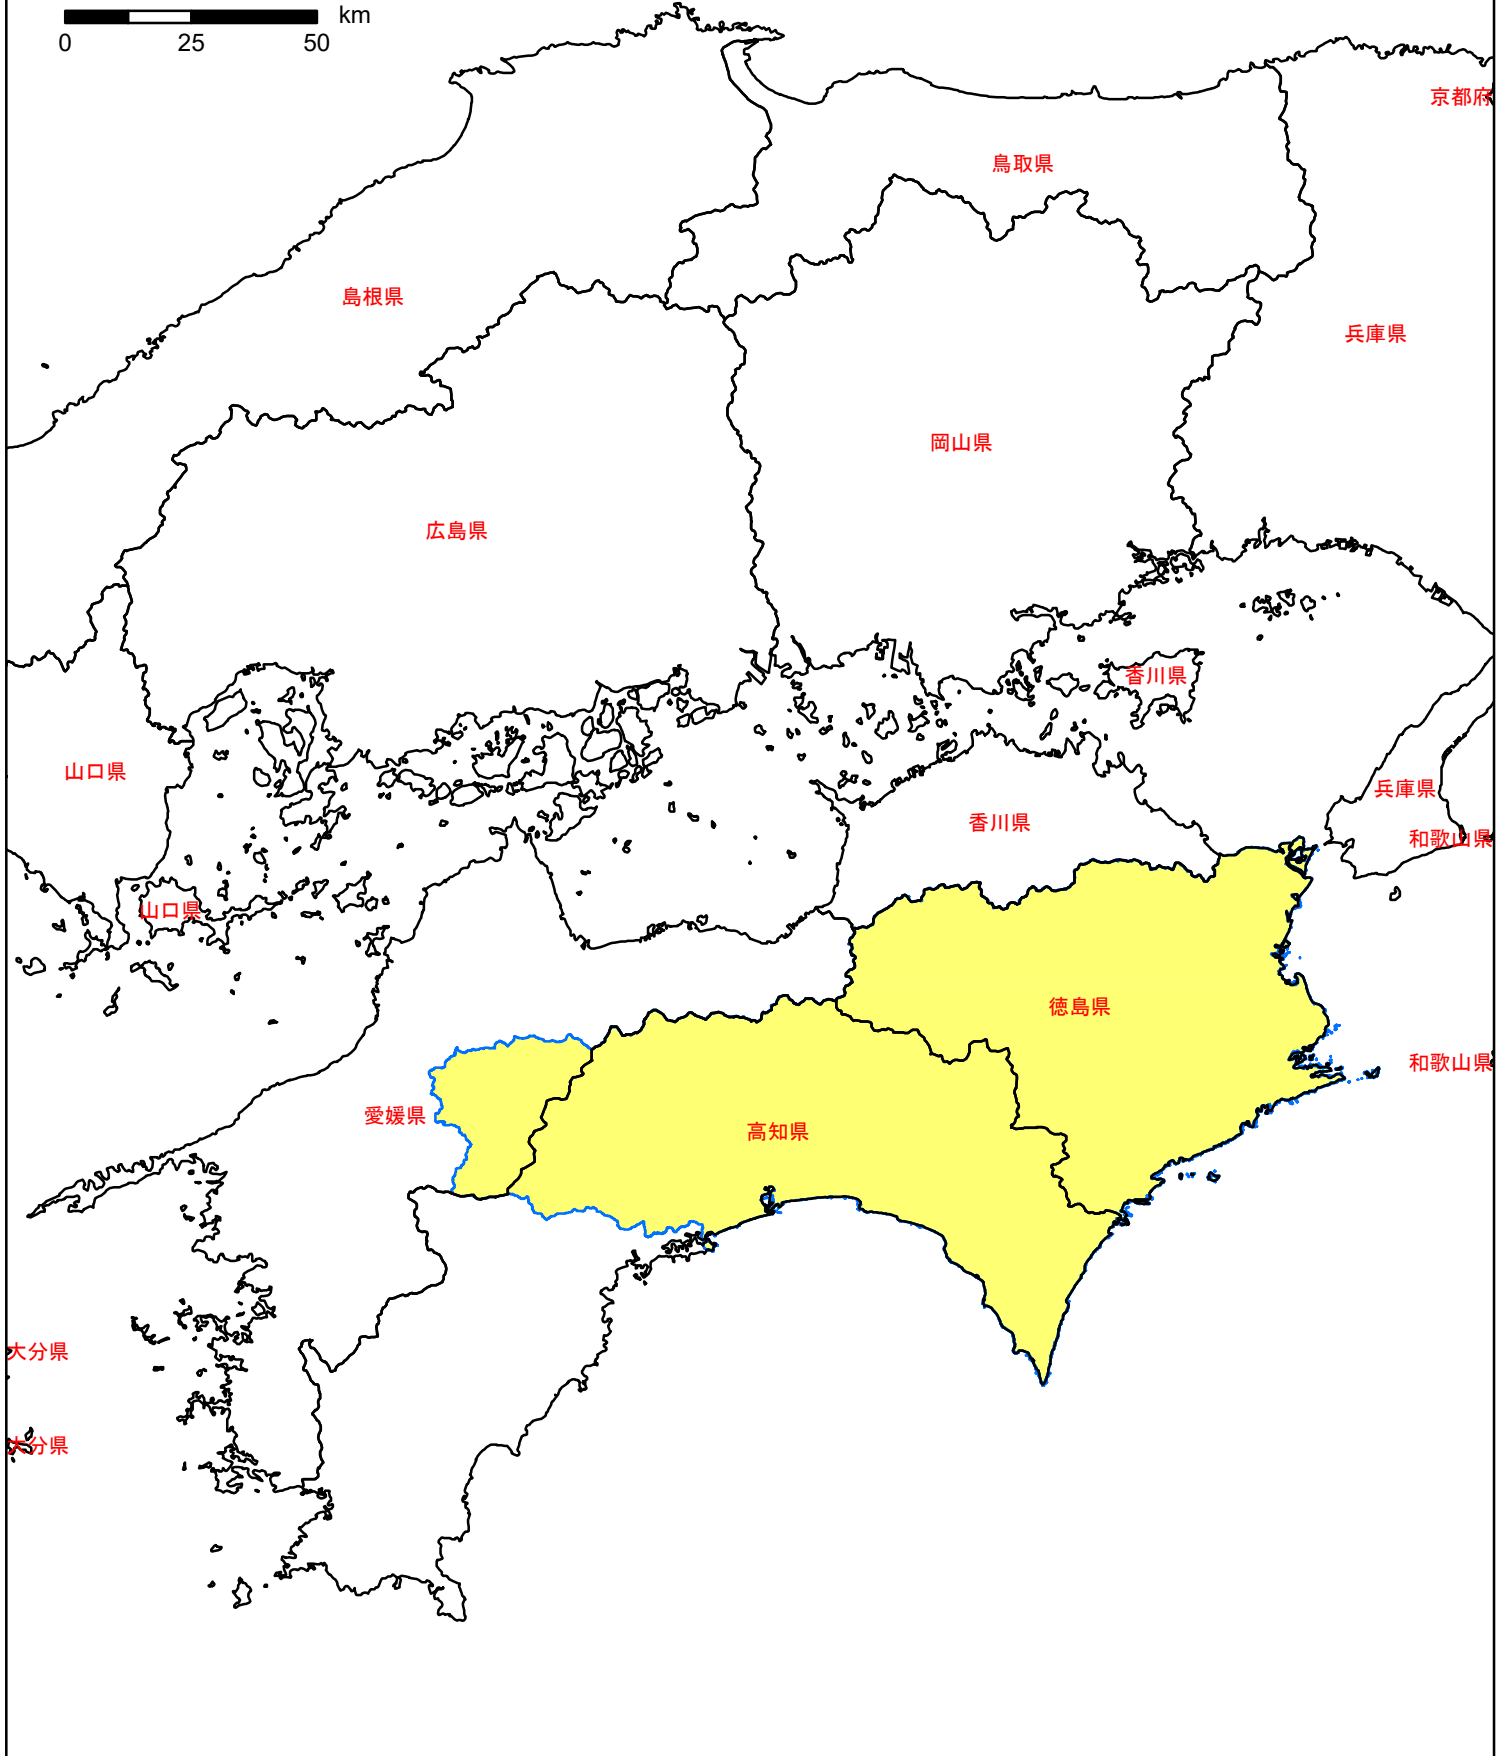 km
0 25 50
京都府
鳥取県
島根県
兵庫県
岡山県
広島県
香川県
山口県
兵庫県
香川県
和歌山県
山口県
徳島県
和歌山県
愛媛県
高知県
大分県
大分県